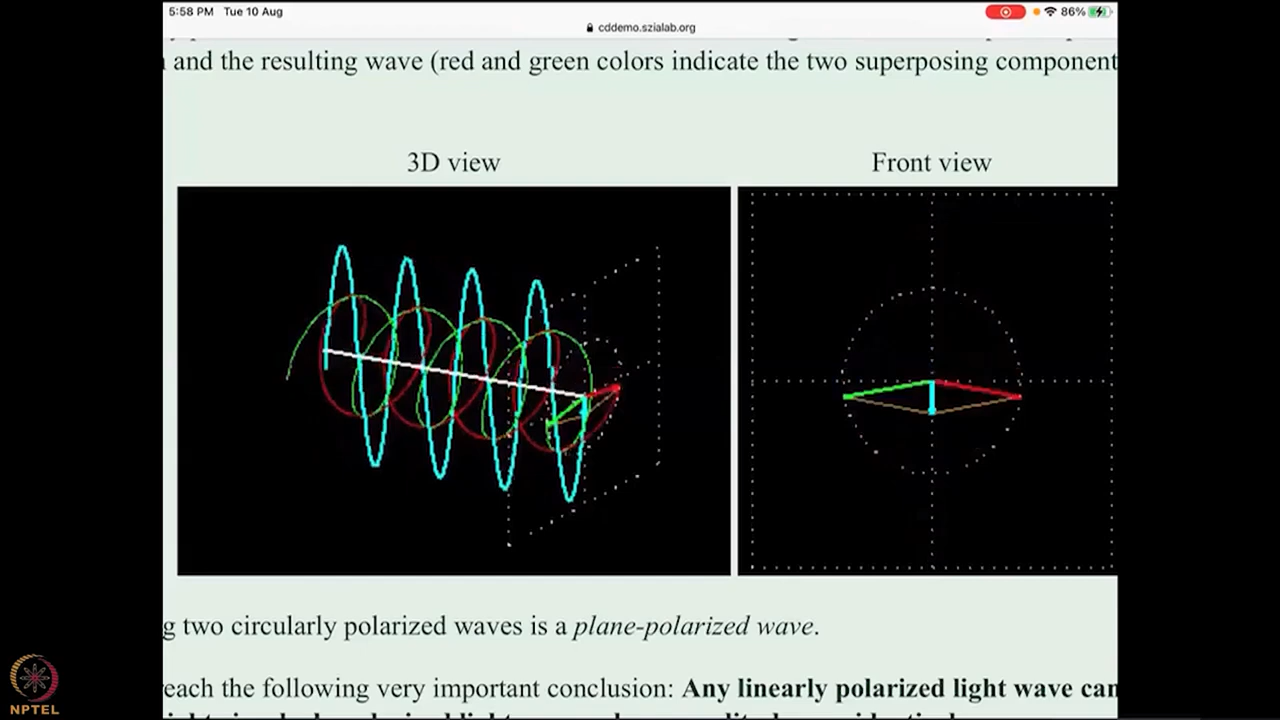 5:58 PM Tue 10 Aug
86%
cddemo.szialab.org
and the resulting wave (red and green colors indicate the two superposing component
3D view
Front view
g two circularly polarized waves is a plane-polarized wave.
each the following very important conclusion: Any linearly polarized light wave can
NPTEL